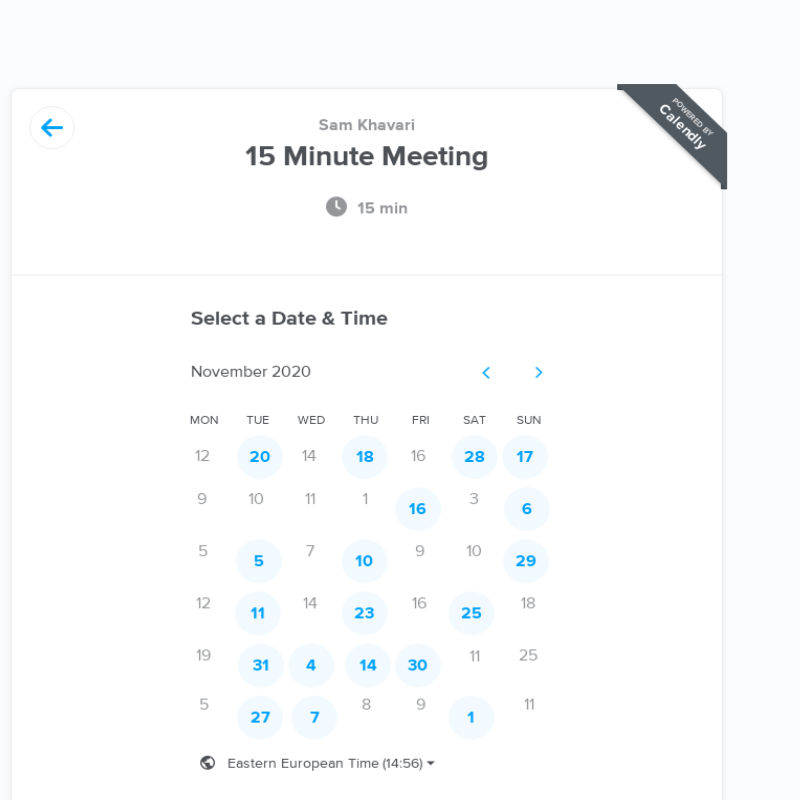 POWERED BY
Calendly
Sam Khavari
15 Minute Meeting
15 min
Select a Date & Time
November 2020
MON TUE WED THU FRI SAT SUN
12 20 14 18 16 28 17
9 10 11 1 16 3 6
5 5 7 10 9 10 29
12 11 14 23 16 25 18
19 31 4 14 30 11 25
5 27 7 8 9 1 11
Eastern European Time (14:56)